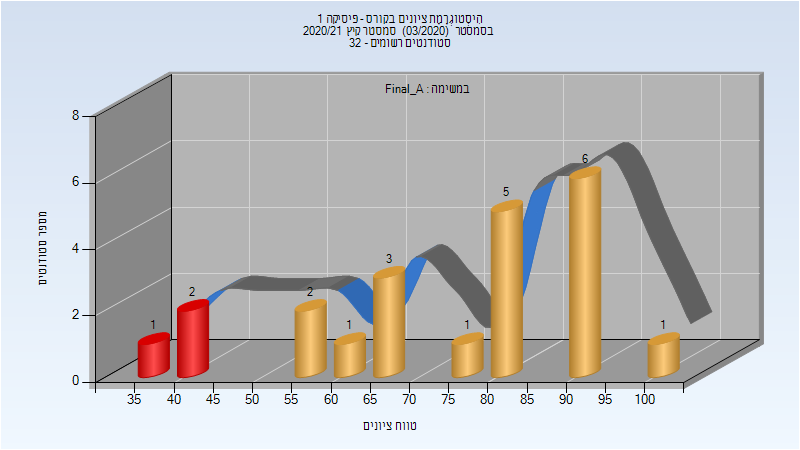 היסטוגרמת ציונים בקורס - פיסיקה 1
בסמסטר (03/2020) סמסטר קיץ 2020/21
סטודנטים רשומים - 32
במשימה : Final_A
מספר סטודנטים
8
6
4
2
0
1
2
2
1
3
1
5
6
1
35 40 45 50 55 60 65 70 75 80 85 90 95 100
טווח ציונים